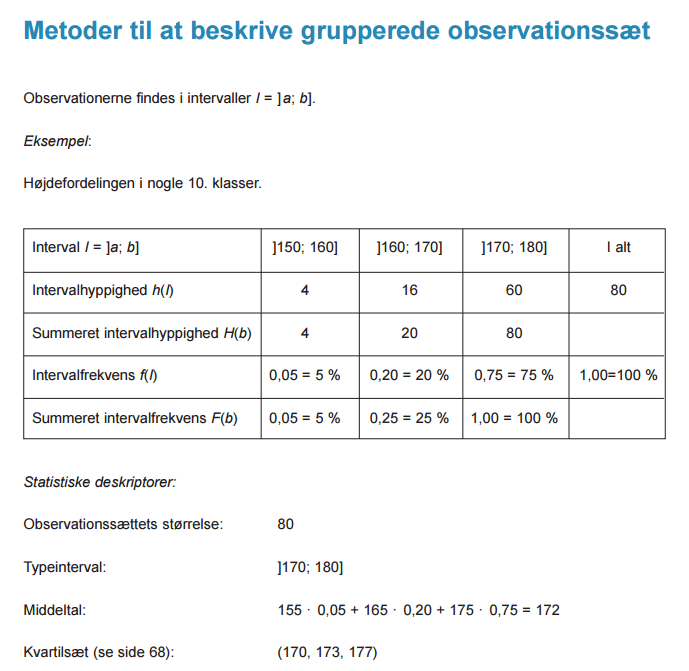 Metoder til at beskrive grupperede observationssæt
Observationerne findes i intervaller I = ]a; b].
Eksempel:
Højdefordelingen i nogle 10. klasser.
Interval I = ]a; b] ]150; 160] ]160; 170] ]170; 180] I alt
Intervalhyppighed h(I) 4 16 60 80
Summeret intervalhyppighed H(b) 4 20 80
Intervalfrekvens f(I) 0,05 = 5 % 0,20 = 20 % 0,75 = 75 % 1,00=100 %
Summeret intervalfrekvens F(b) 0,05 = 5 % 0,25 = 25 % 1,00 = 100 %
Statistiske deskriptorer:
Observationssættets størrelse: 80
Typeinterval: ]170; 180]
Middeltal: 155 · 0,05 + 165 · 0,20 + 175 · 0,75 = 172
Kvartilsæt (se side 68): (170, 173, 177)